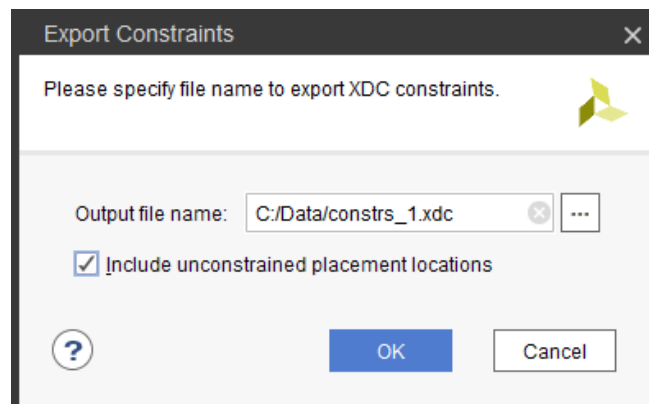 Export Constraints
Please specify file name to export XDC constraints.
Output file name: C:/Data/constrs_1.xdc ...
Include unconstrained placement locations
? OK Cancel